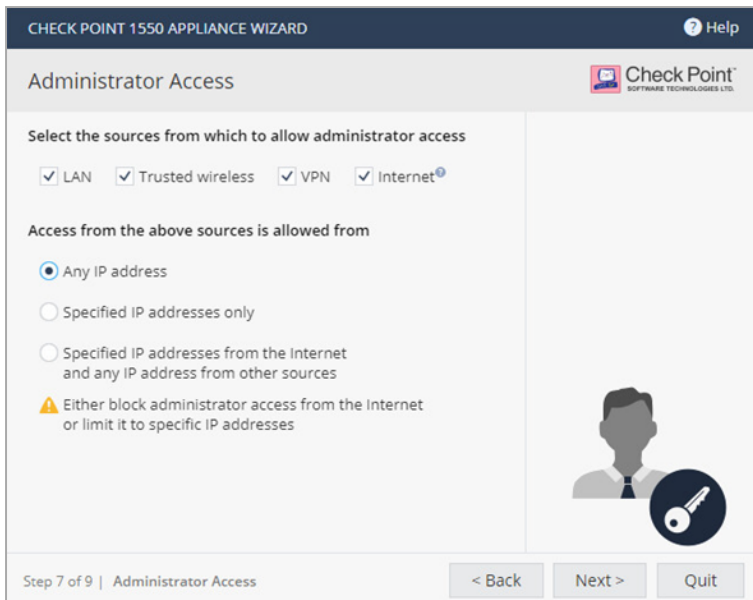 CHECK POINT 1550 APPLIANCE WIZARD
? Help
Administrator Access
Check Point™
SOFTWARE TECHNOLOGIES LTD.
Select the sources from which to allow administrator access
LAN Trusted wireless VPN Internet?
Access from the above sources is allowed from
Any IP address
Specified IP addresses only
Specified IP addresses from the Internet
and any IP address from other sources
Either block administrator access from the Internet
or limit it to specific IP addresses
Step 7 of 9 | Administrator Access
< Back
Next >
Quit